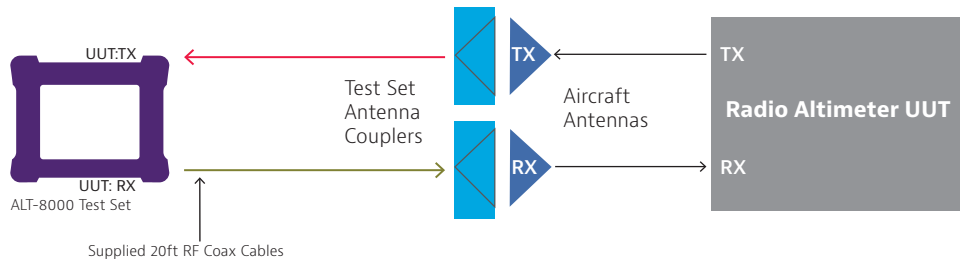 UUT:TX
UUT: RX
ALT-8000 Test Set
Supplied 20ft RF Coax Cables
Test Set
Antenna
Couplers
TX
RX
Aircraft
Antennas
TX
Radio Altimeter UUT
RX